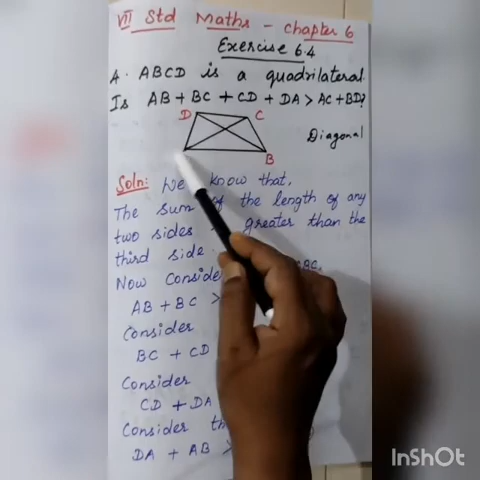 VII Std Maths - chapter 6
Exercise 6.4
4. ABCD is a quadrilateral.
Is AB + BC + CD + DA > AC + BD?
D C
Diagonal
B
Soln: We know that,
The sum of the length of any
two sides greater than the
third side.
Now Consider
AB + BC >
Consider
BC + CD
Consider
CD + DA
Consider
DA + AB >
InShOt